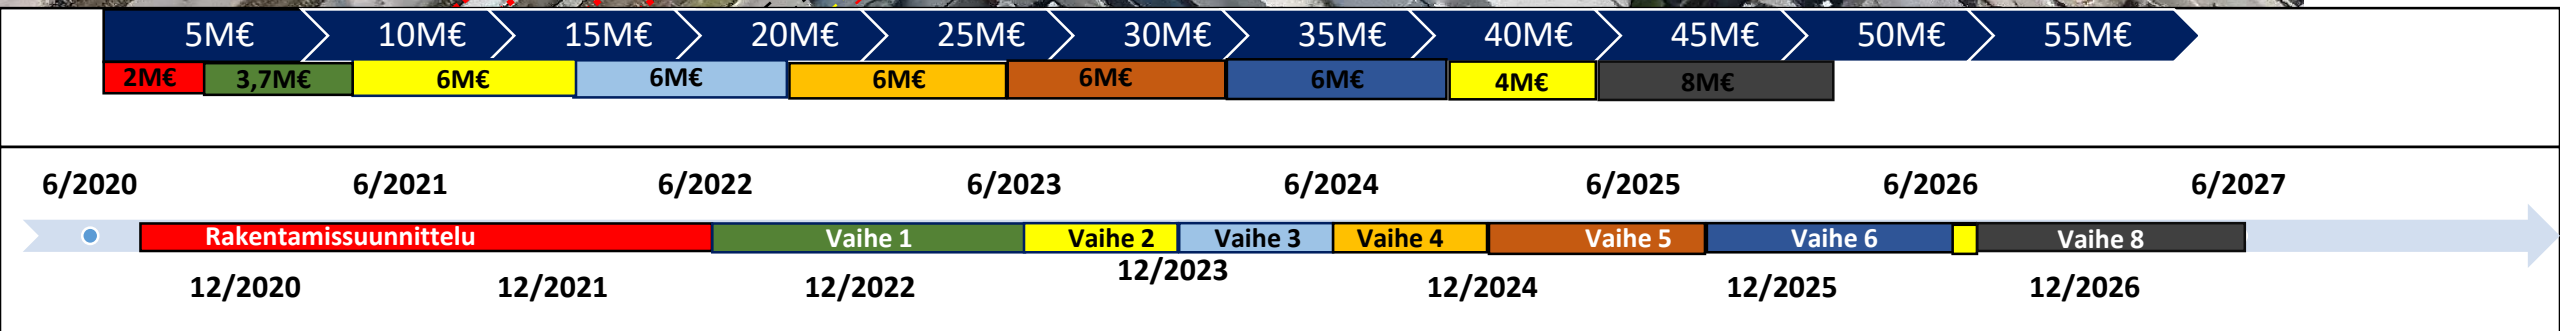 5M€ 10M€ 15M€ 20M€ 25M€ 30M€ 35M€ 40M€ 45M€ 50M€ 55M€
2M€ 3,7M€ 6M€ 6M€ 6M€ 6M€ 6M€ 4M€ 8M€
6/2020 6/2021 6/2022 6/2023 6/2024 6/2025 6/2026 6/2027
Rakentamissuunnittelu Vaihe 1 Vaihe 2 Vaihe 3 Vaihe 4 Vaihe 5 Vaihe 6 Vaihe 8
12/2020 12/2021 12/2022 12/2023 12/2024 12/2025 12/2026